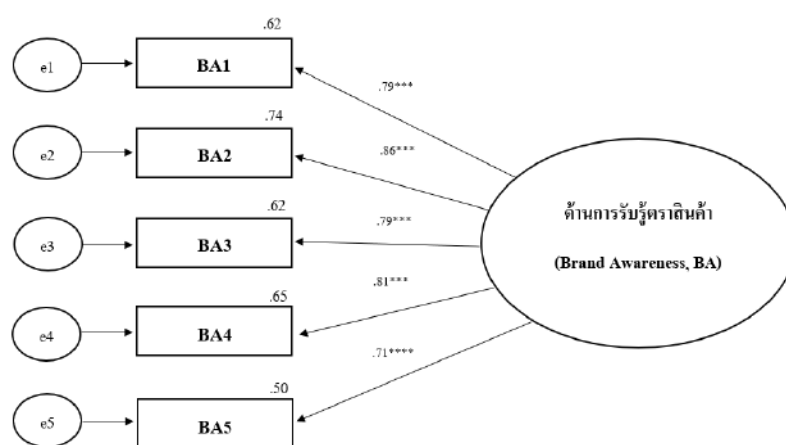 .62
e1
BA1
.79***
.74
e2
BA2
.86***
.62
e3
BA3
.79***
ด้านการรับรู้ตราสินค้า
(Brand Awareness, BA)
.65
e4
BA4
.81***
.50
e5
BA5
.71****